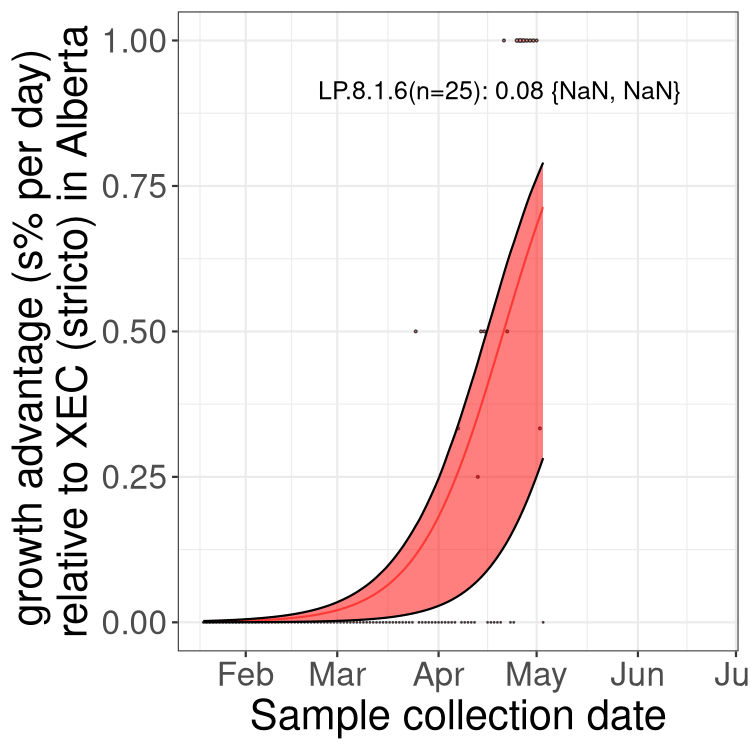 growth advantage (s% per day)
relative to XEC (stricto) in Alberta
1.00
0.75
0.50
0.25
0.00
LP.8.1.6(n=25): 0.08 {NaN, NaN}
Feb Mar Apr May Jun Ju
Sample collection date